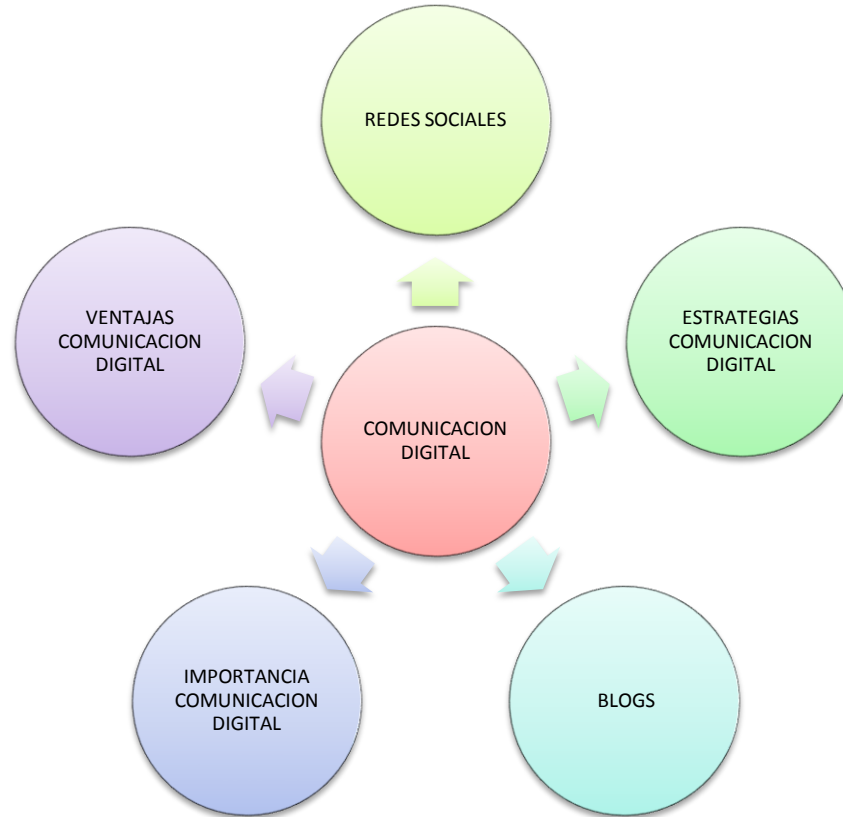 REDES SOCIALES
VENTAJAS
COMUNICACION
DIGITAL
ESTRATEGIAS
COMUNICACION
DIGITAL
COMUNICACION
DIGITAL
IMPORTANCIA
COMUNICACION
DIGITAL
BLOGS